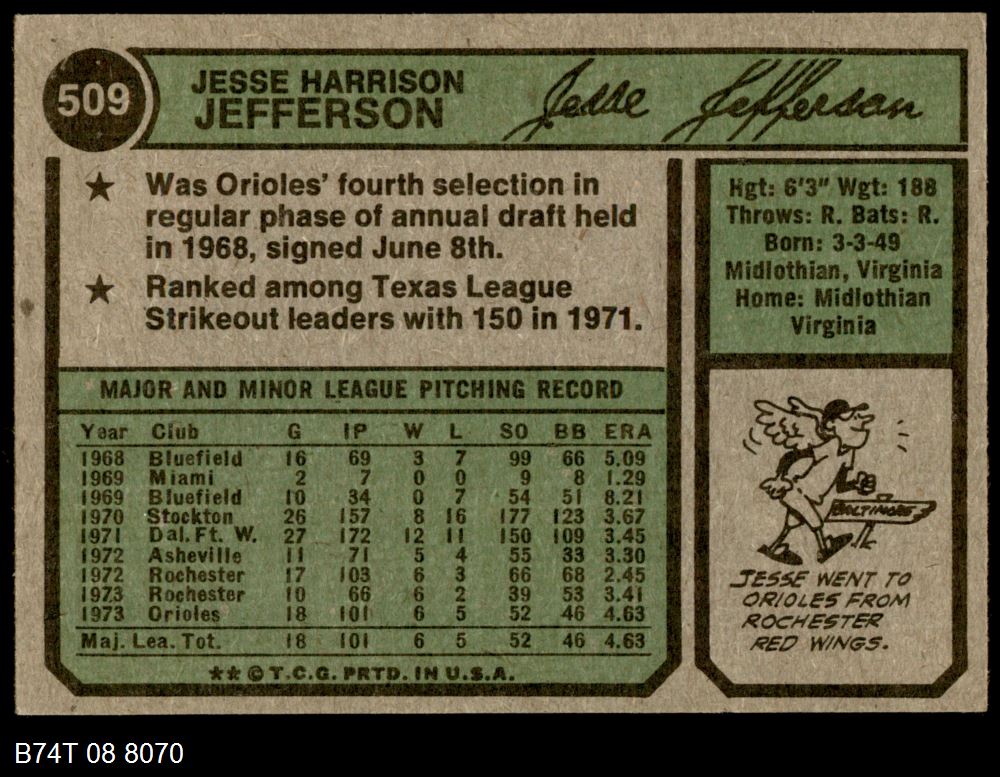 509
JESSE HARRISON
JEFFERSON
Jesse Jefferson
★ Was Orioles' fourth selection in
regular phase of annual draft held
in 1968, signed June 8th.
★ Ranked among Texas League
Strikeout leaders with 150 in 1971.
Hgt: 6'3" Wgt: 188
Throws: R. Bats: R.
Born: 3-3-49
Midlothian, Virginia
Home: Midlothian
Virginia
MAJOR AND MINOR LEAGUE PITCHING RECORD
Year Club G IP W L SO BB ERA
1968 Bluefield 16 69 3 7 99 66 5.09
1969 Miami 2 7 0 0 9 8 1.29
1969 Bluefield 10 34 0 7 54 51 8.21
1970 Stockton 26 157 8 16 177 123 3.67
1971 Dal. Ft. W. 27 172 12 11 150 109 3.45
1972 Asheville 11 71 5 4 55 33 3.30
1972 Rochester 17 103 6 3 66 68 2.45
1973 Rochester 10 66 6 2 39 53 3.41
1973 Orioles 18 101 6 5 52 46 4.63
Maj. Lea. Tot. 18 101 6 5 52 46 4.63
★★ © T.C.G. PRTD. IN U.S.A.
BALTIMORE
JESSE WENT TO
ORIOLES FROM
ROCHESTER
RED WINGS.
B74T 08 8070